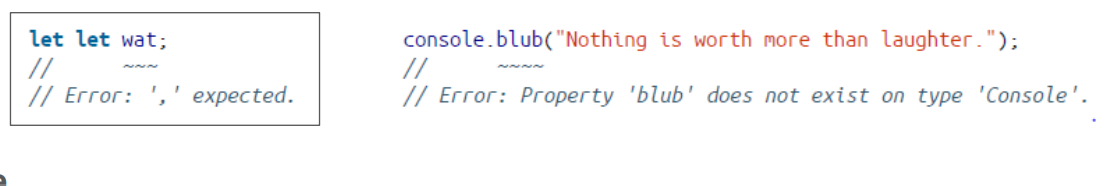 let let wat;
//      ~~~
// Error: ',' expected.
console.blub("Nothing is worth more than laughter.");
//      ~~~~
// Error: Property 'blub' does not exist on type 'Console'.